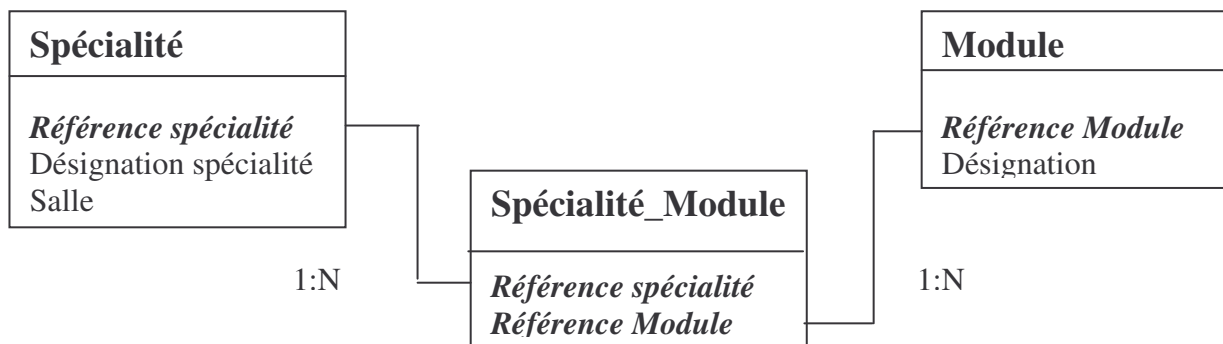 Spécialité
Référence spécialité
Désignation spécialité
Salle
Module
Référence Module
Désignation
Spécialité_Module
Référence spécialité
Référence Module
1:N
1:N